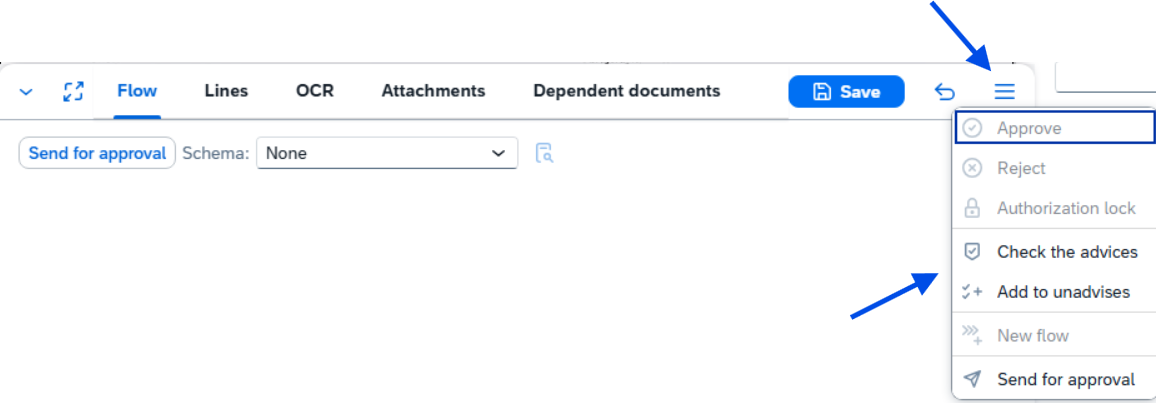 Flow Lines OCR Attachments Dependent documents Save
Send for approval Schema: None
Approve
Reject
Authorization lock
Check the advices
Add to unadvises
New flow
Send for approval